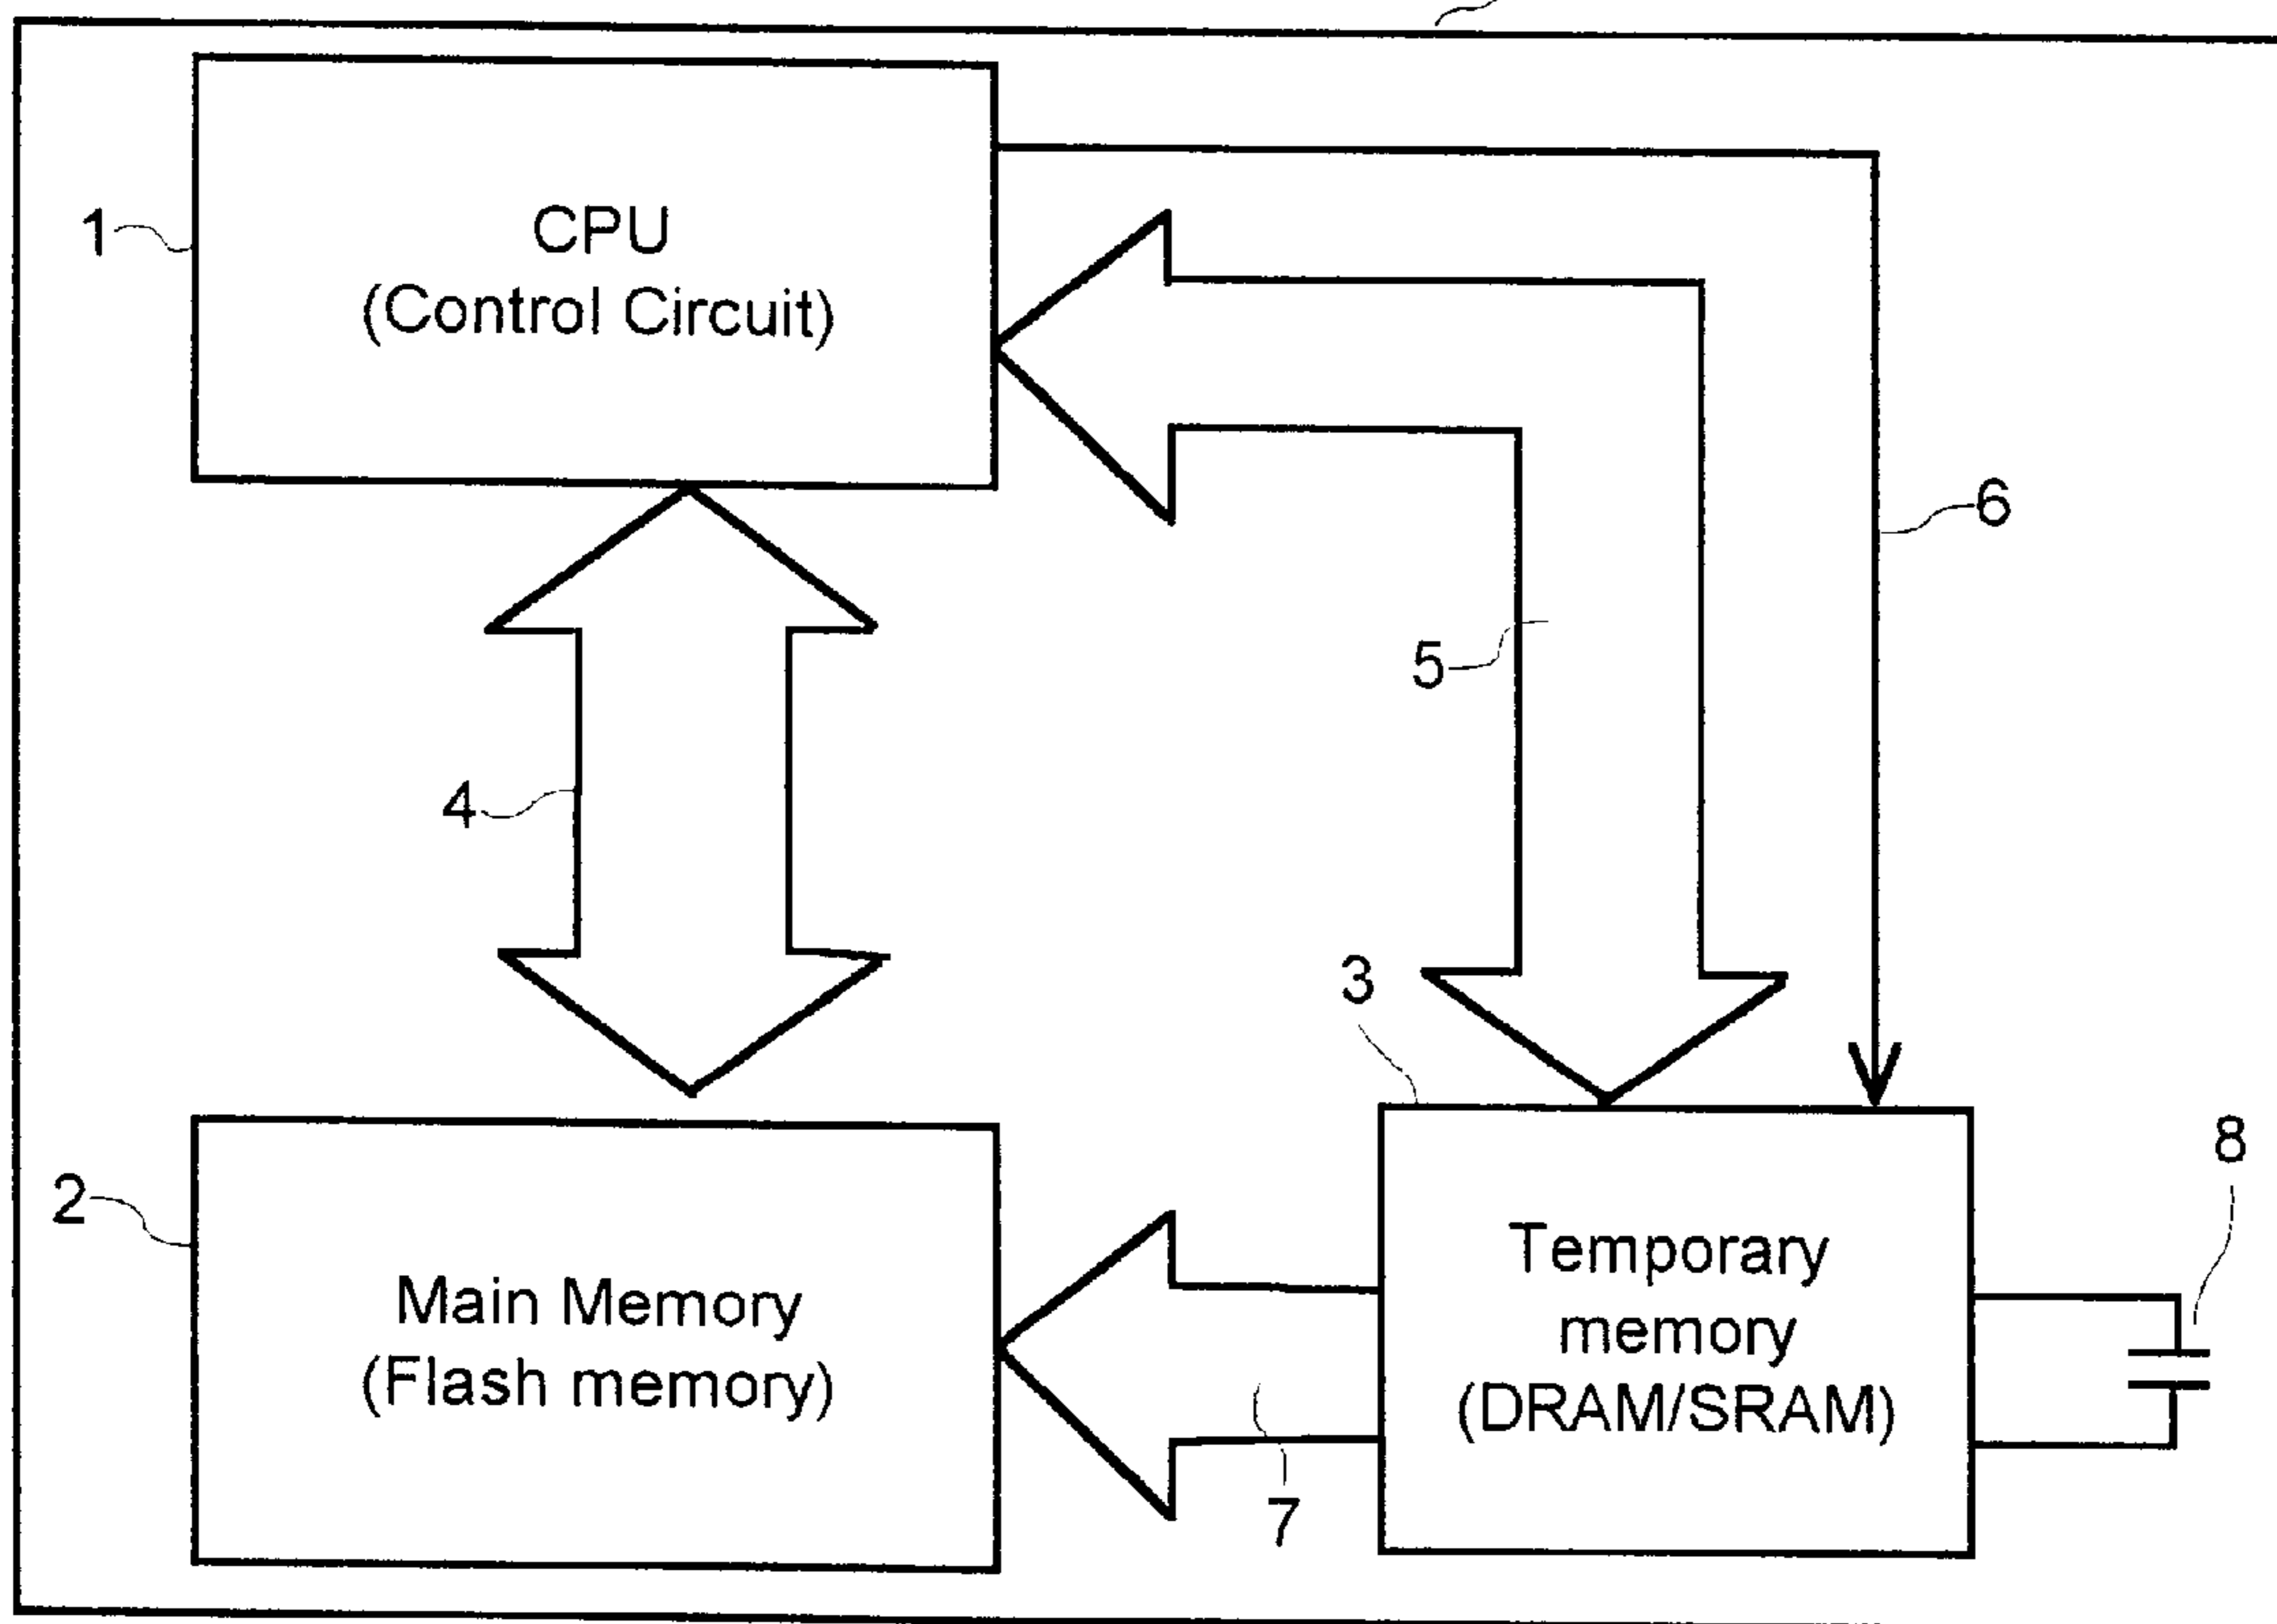 1
CPU
(Control Circuit)
6
5
4
3
8
2
Main Memory
(Flash memory)
Temporary
memory
(DRAM/SRAM)
7